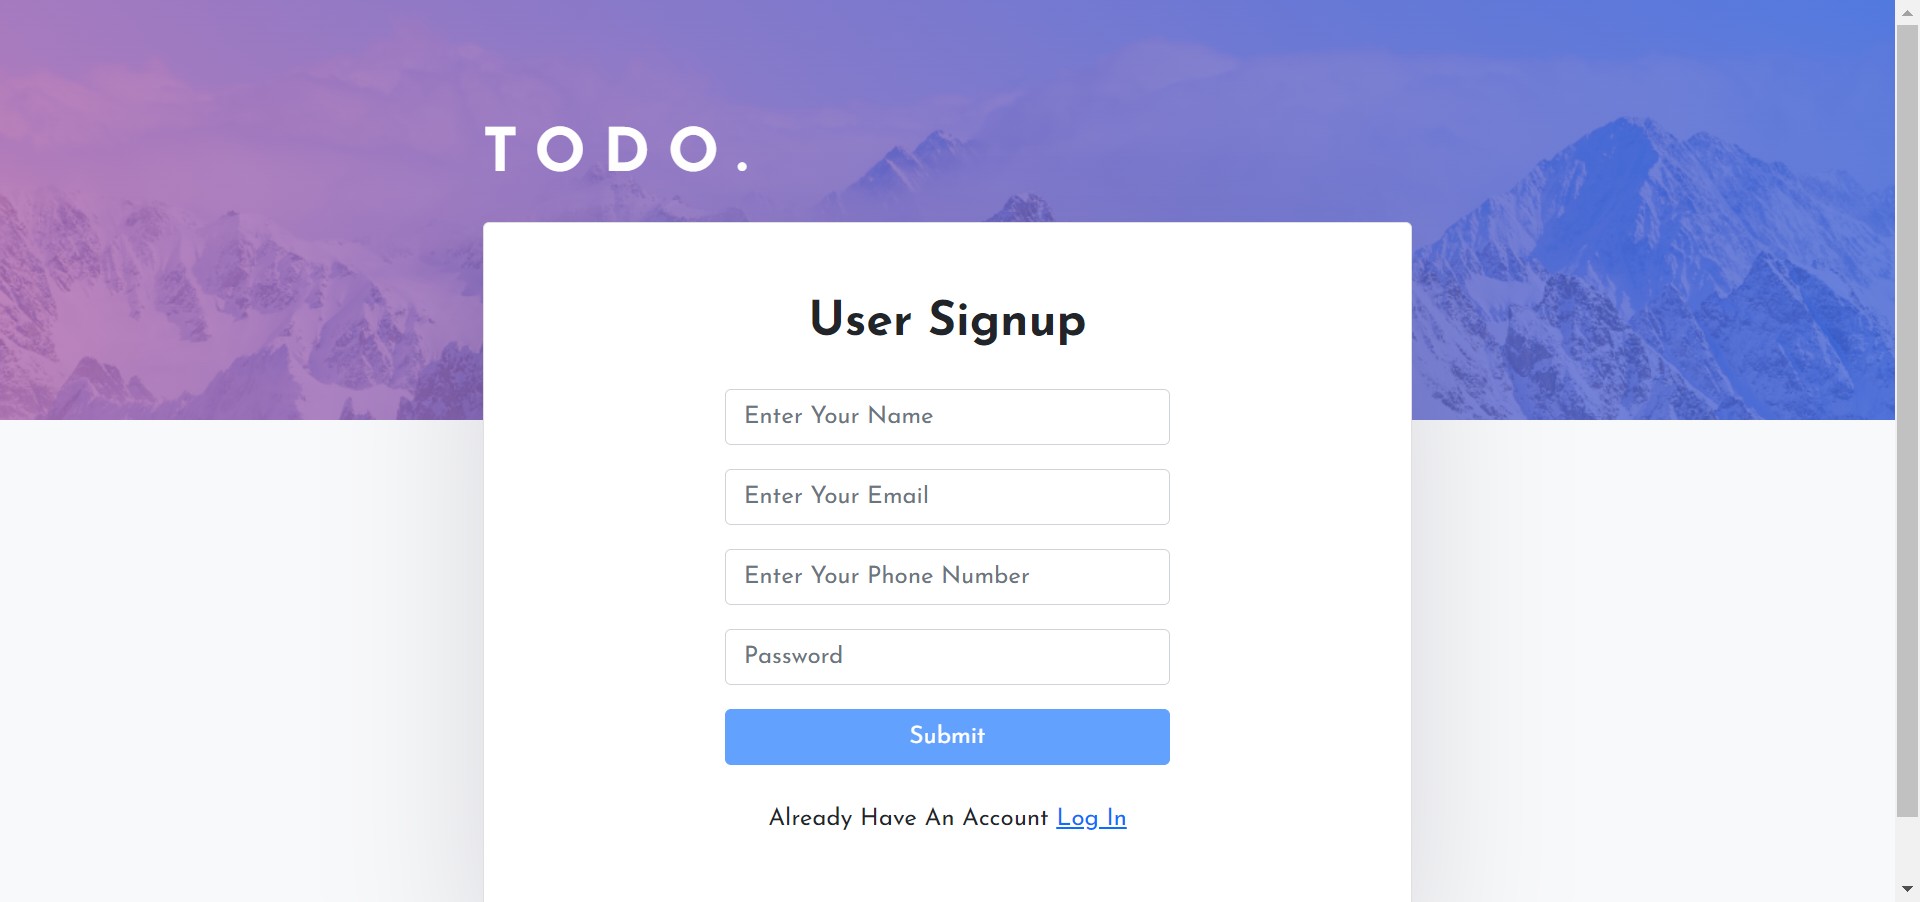 TODO.
User Signup
Enter Your Name
Enter Your Email
Enter Your Phone Number
Password
Submit
Already Have An Account Log In